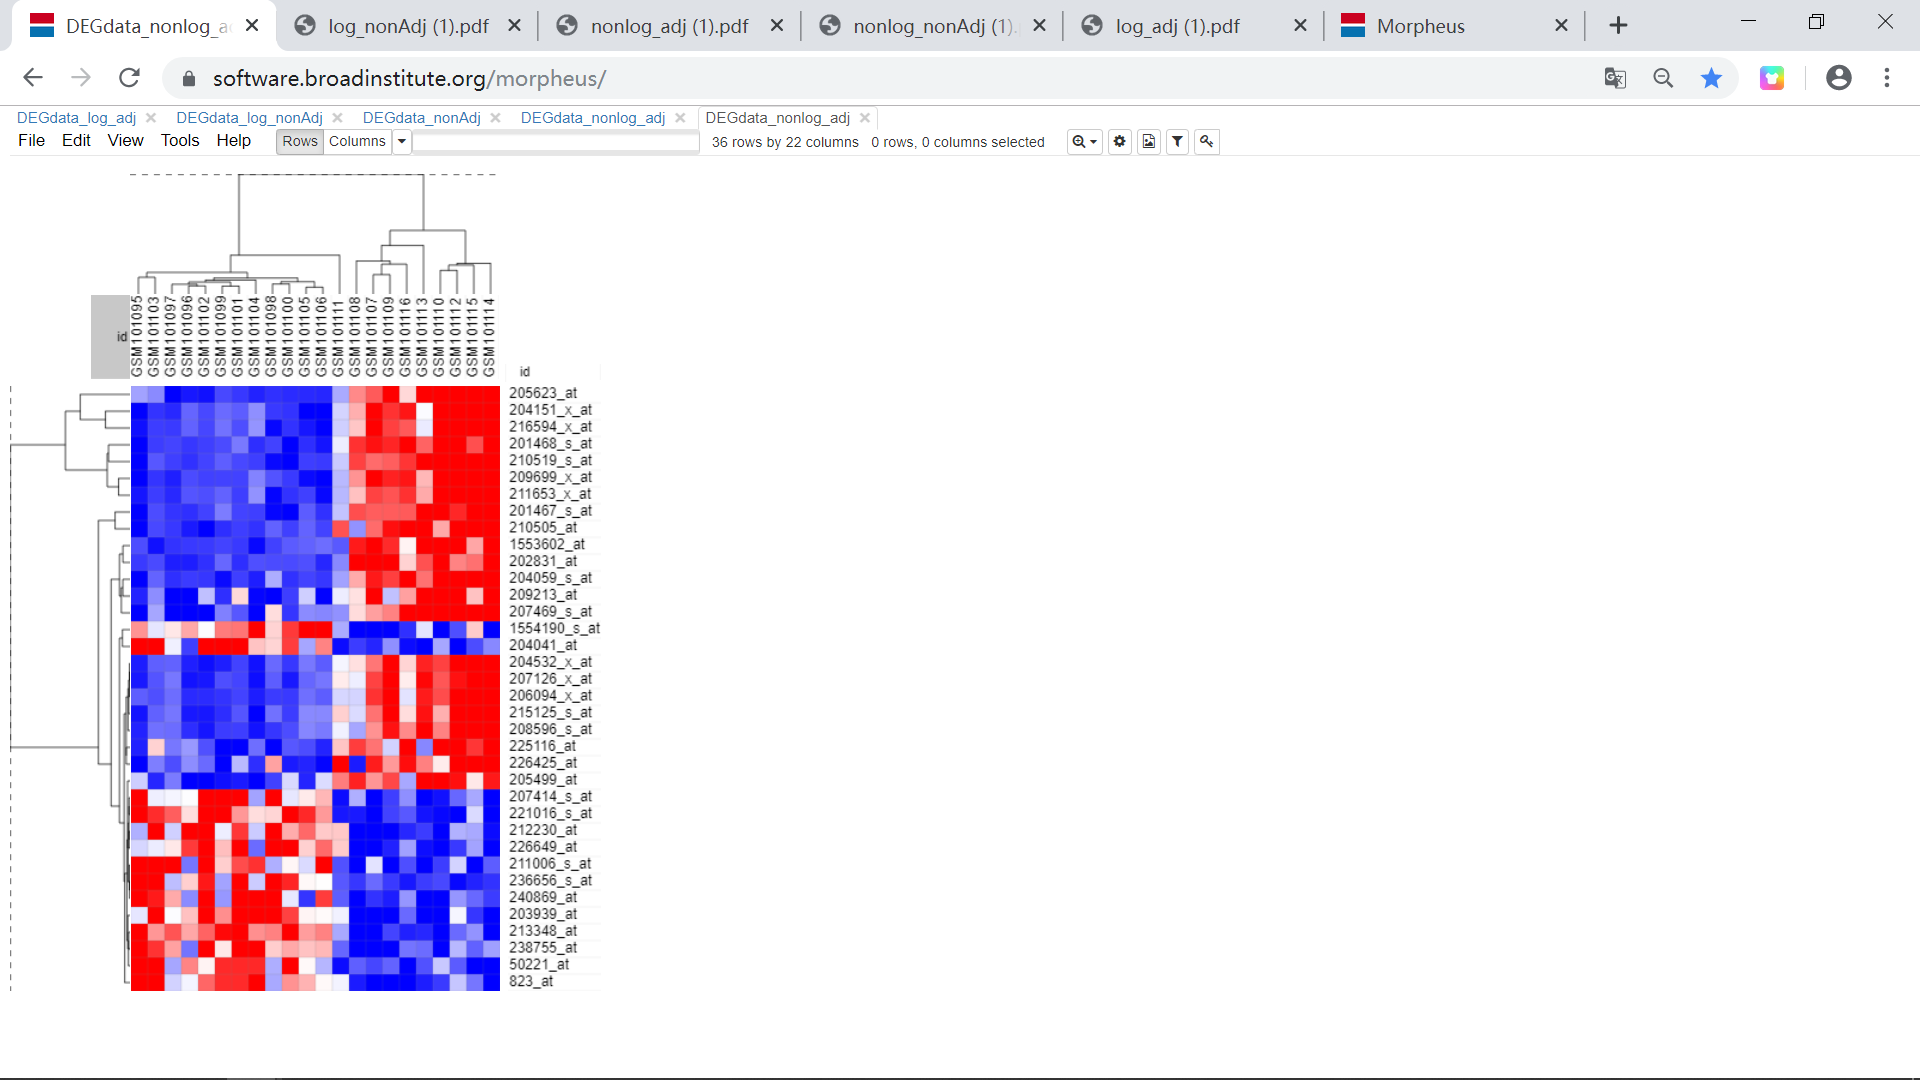 DEGdata_nonlog_a
log_nonAdj (1).pdf
nonlog_adj (1).pdf
nonlog_nonAdj (1).
log_adj (1).pdf
Morpheus
software.broadinstitute.org/morpheus/
DEGdata_log_adj
DEGdata_log_nonAdj
DEGdata_nonAdj
DEGdata_nonlog_adj
DEGdata_nonlog_adj
File Edit View Tools Help Rows Columns 36 rows by 22 columns 0 rows, 0 columns selected
id
GSM101095
GSM101103
GSM101097
GSM101096
GSM101102
GSM101099
GSM101101
GSM101104
GSM101098
GSM101100
GSM101105
GSM101106
GSM101111
GSM101108
GSM101107
GSM101109
GSM101116
GSM101113
GSM101110
GSM101112
GSM101115
GSM101114
id
205623_at
204151_x_at
216594_x_at
201468_s_at
210519_s_at
209699_x_at
211653_x_at
201467_s_at
210505_at
1553602_at
202831_at
204059_s_at
209213_at
207469_s_at
1554190_s_at
204041_at
204532_x_at
207126_x_at
206094_x_at
215125_s_at
208596_s_at
225116_at
226425_at
205499_at
207414_s_at
221016_s_at
212230_at
226649_at
211006_s_at
236656_s_at
240869_at
203939_at
213348_at
238755_at
50221_at
823_at